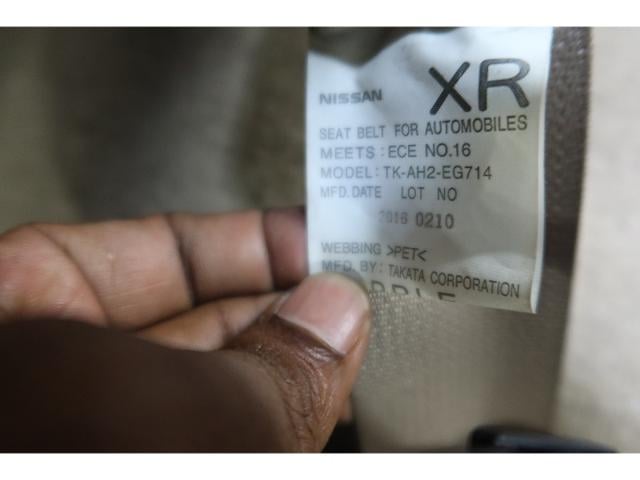 XR
NISSAN
SEAT BELT FOR AUTOMOBILES
MEETS : ECE NO.16
MODEL : TK-AH2-EG714
MFD.DATE LOT NO
2016 0210
WEBBING >PET<
MFD. BY : TAKATA CORPORATION